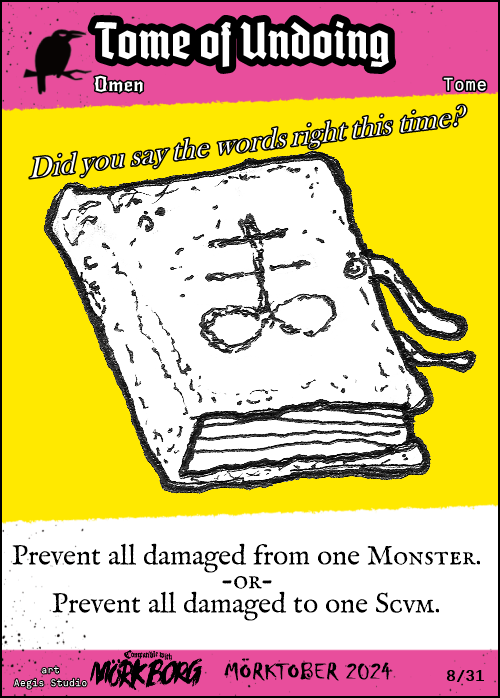 Tome of Undoing
Omen
Tome
Did you say the words right this time?
Prevent all damaged from one Monster.
-OR-
Prevent all damaged to one Scvm.
art
Aegis Studio
Compatible with
MÖRK BORG
MÖRKTOBER 2024
8/31